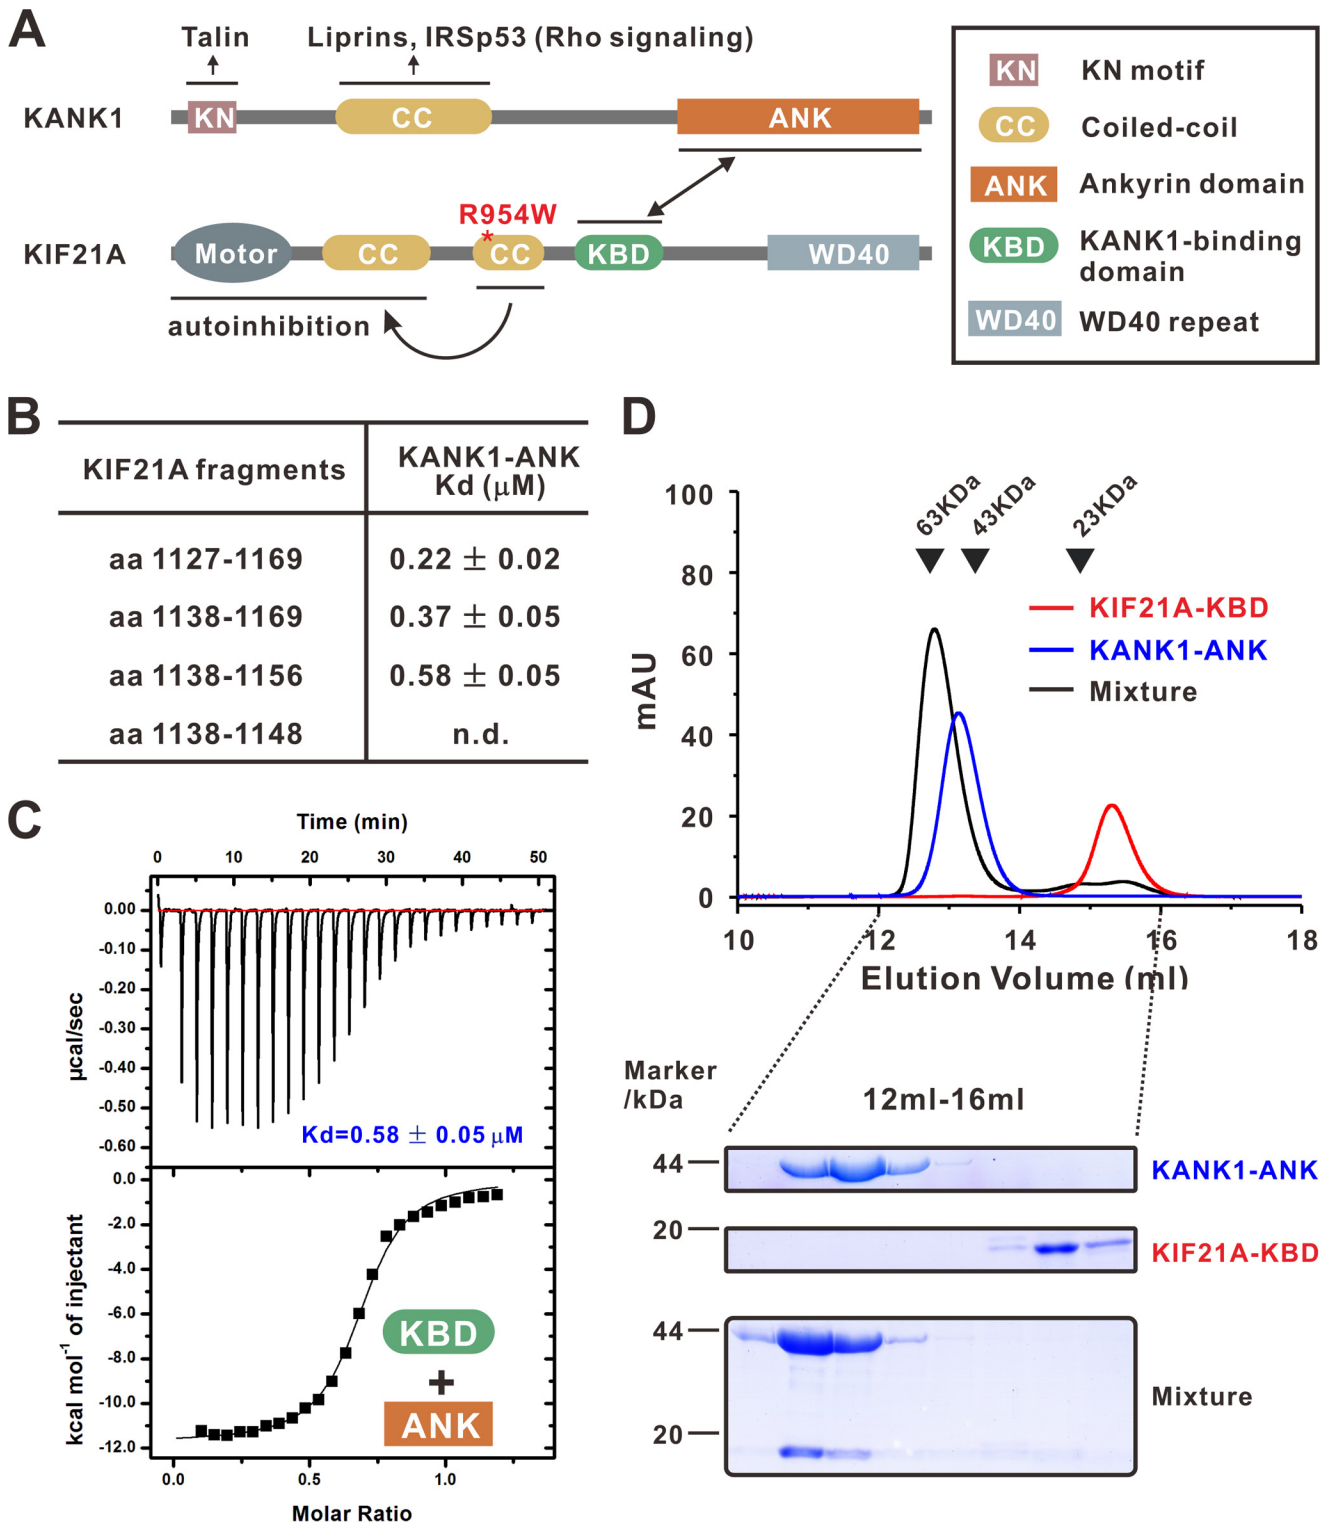 A
Talin
Liprins, IRSp53 (Rho signaling)
KANK1
KN
CC
ANK
R954W
*
KIF21A
Motor
CC
CC
KBD
WD40
autoinhibition
KN
KN motif
CC
Coiled-coil
ANK
Ankyrin domain
KBD
KANK1-binding
domain
WD40
WD40 repeat
B
KIF21A fragments
KANK1-ANK
Kd (μM)
aa 1127-1169
0.22 ± 0.02
aa 1138-1169
0.37 ± 0.05
aa 1138-1156
0.58 ± 0.05
aa 1138-1148
n.d.
C
Time (min)
0 10 20 30 40 50
0.00
-0.10
-0.20
-0.30
-0.40
-0.50
-0.60
μcal/sec
Kd=0.58 ± 0.05 μM
0.0
-2.0
-4.0
-6.0
-8.0
-10.0
-12.0
kcal mol⁻¹ of injectant
KBD
+
ANK
0.0 0.5 1.0
Molar Ratio
D
100
80
60
40
20
0
mAU
63KDa
43KDa
23KDa
KIF21A-KBD
KANK1-ANK
Mixture
10 12 14 16 18
Elution Volume (ml)
Marker
/kDa
12ml-16ml
44
KANK1-ANK
20
KIF21A-KBD
44
Mixture
20